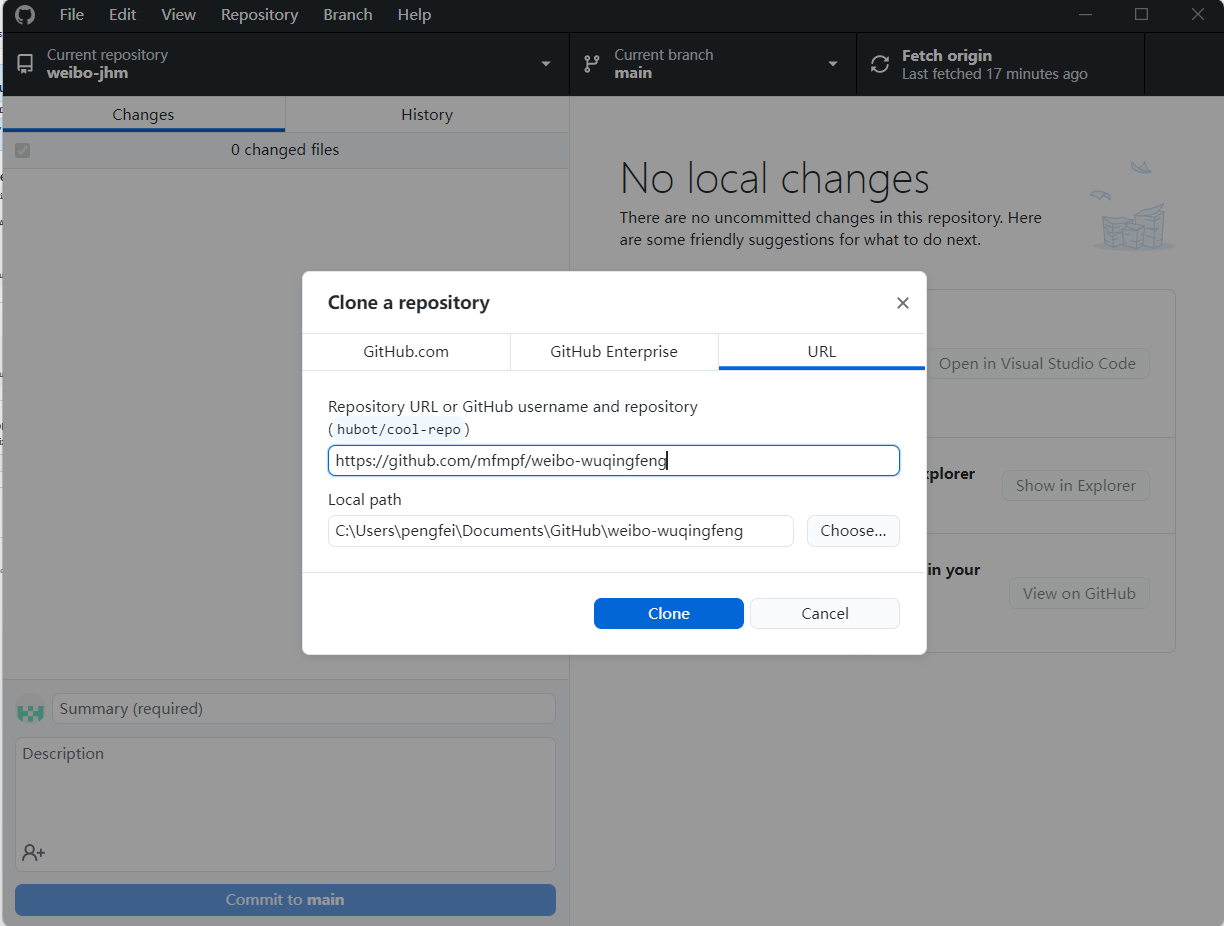 File Edit View Repository Branch Help
Current repository
weibo-jhm
Current branch
main
Fetch origin
Last fetched 17 minutes ago
Changes
History
0 changed files
No local changes
There are no uncommitted changes in this repository. Here
are some friendly suggestions for what to do next.
Clone a repository
GitHub.com
GitHub Enterprise
URL
Open in Visual Studio Code
Repository URL or GitHub username and repository
(hubot/cool-repo)
https://github.com/mfmpf/weibo-wuqingfeng
xplorer
Show in Explorer
Local path
C:\Users\pengfei\Documents\GitHub\weibo-wuqingfeng
Choose...
in your
View on GitHub
Clone
Cancel
Summary (required)
Description
Commit to main